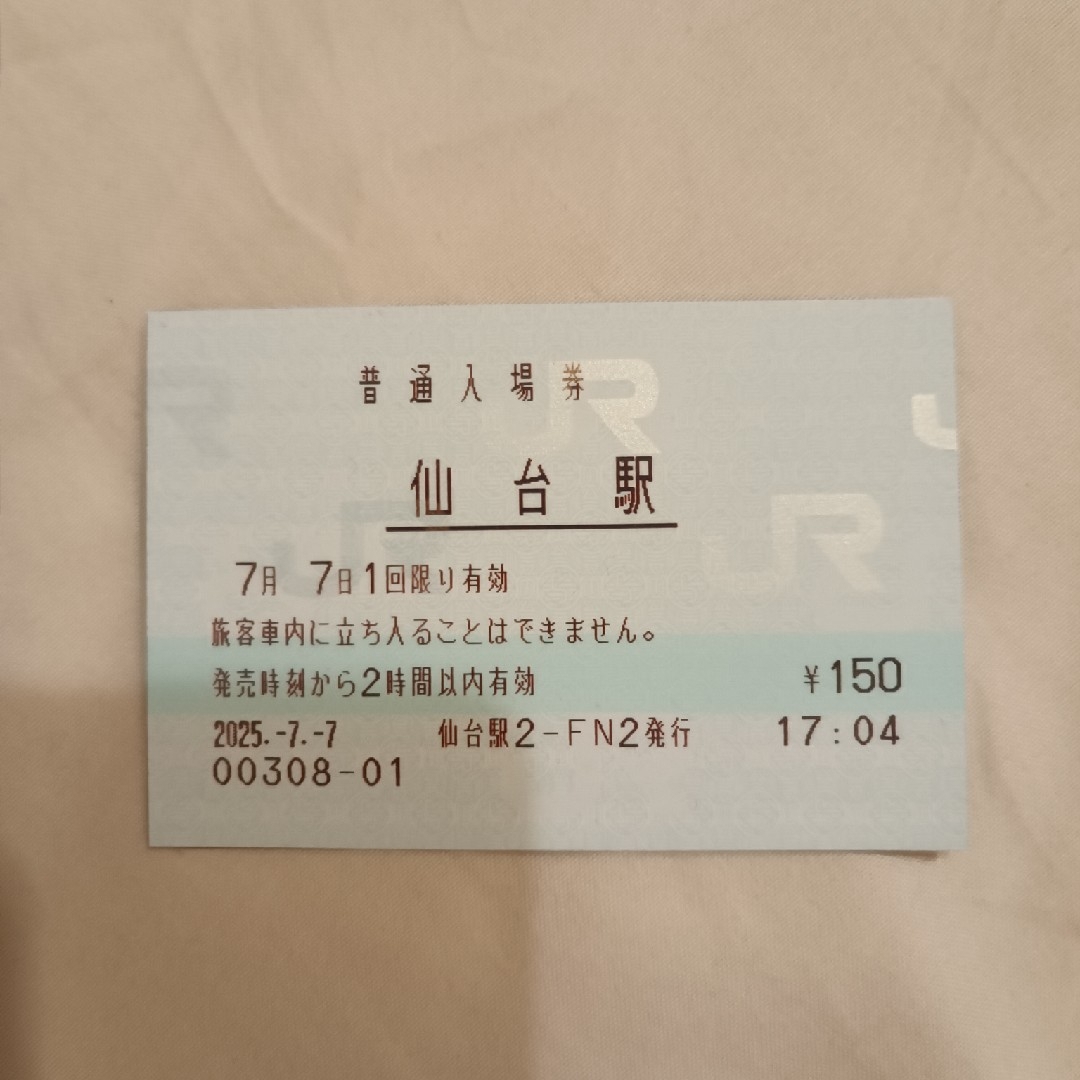 普通入場券
仙台駅
7月 7日1回限り有効
旅客車内に立ち入ることはできません。
発売時刻から2時間以内有効 ¥150
2025.-7.-7 仙台駅2-FN2発行 17:04
00308-01
JR
JR